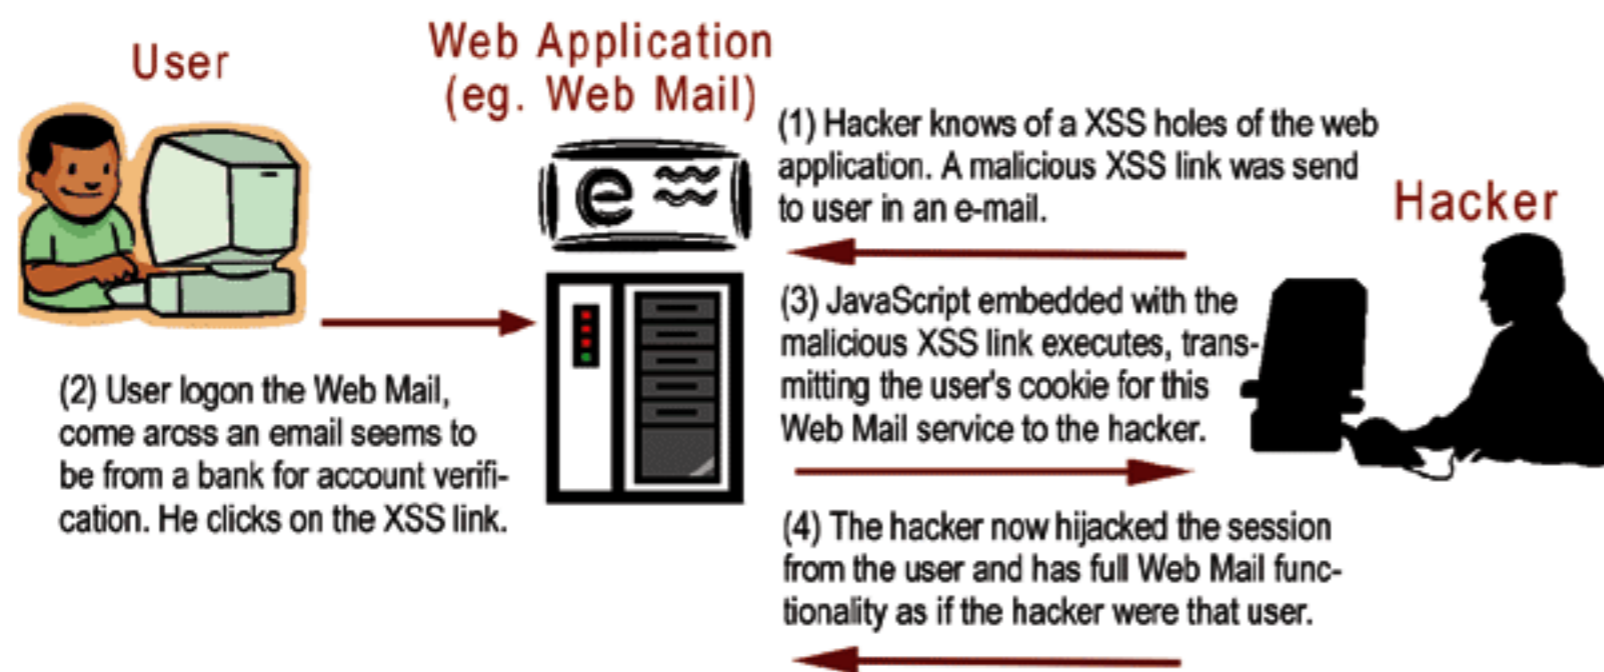 User
Web Application
(eg. Web Mail)
e
(1) Hacker knows of a XSS holes of the web
application. A malicious XSS link was send
to user in an e-mail.
Hacker
(3) JavaScript embedded with the
malicious XSS link executes, trans-
mitting the user's cookie for this
Web Mail service to the hacker.
(2) User logon the Web Mail,
come aross an email seems to
be from a bank for account verifi-
cation. He clicks on the XSS link.
(4) The hacker now hijacked the session
from the user and has full Web Mail func-
tionality as if the hacker were that user.